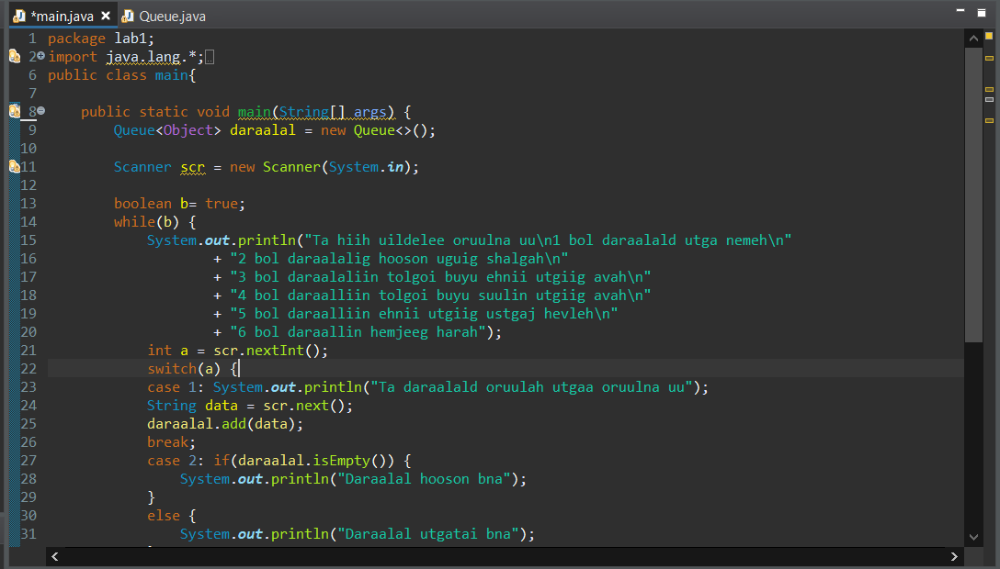 *main.java Queue.java
1 package lab1;
2 import java.lang.*;
6 public class main{
7
8 public static void main(String[] args) {
9 Queue<Object> daraalal = new Queue<>();
10
11 Scanner scr = new Scanner(System.in);
12
13 boolean b= true;
14 while(b) {
15 System.out.println("Ta hiih uildelee oruulna uu\n1 bol daraalald utga nemeh\n"
16 + "2 bol daraalalig hooson uguig shalgah\n"
17 + "3 bol daraalaliin tolgoi buyu ehnii utgiig avah\n"
18 + "4 bol daraalliin tolgoi buyu suulin utgiig avah\n"
19 + "5 bol daraalliin ehnii utgiig ustgaj hevleh\n"
20 + "6 bol daraallin hemjeeg harah");
21 int a = scr.nextInt();
22 switch(a) {
23 case 1: System.out.println("Ta daraalald oruulah utgaa oruulna uu");
24 String data = scr.next();
25 daraalal.add(data);
26 break;
27 case 2: if(daraalal.isEmpty()) {
28 System.out.println("Daraalal hooson bna");
29 }
30 else {
31 System.out.println("Daraalal utgatai bna");